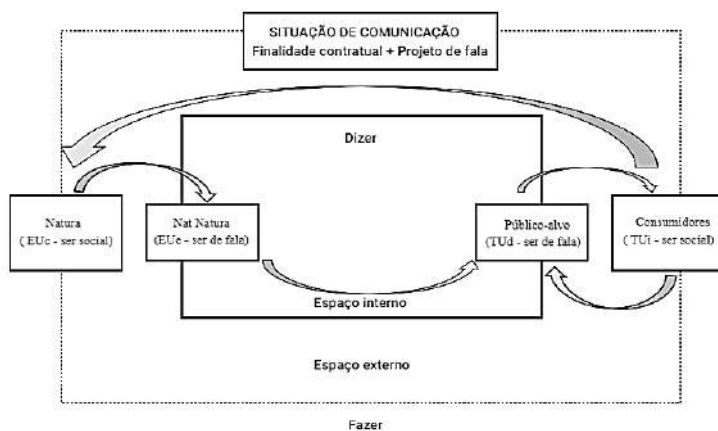 SITUAÇÃO DE COMUNICAÇÃO
Finalidade contratual + Projeto de fala
Dizer
Natura
( EUc - ser social)
Nat Natura
(EUe - ser de fala)
Público-alvo
(TUd - ser de fala)
Consumidores
( TUi - ser social)
Espaço interno
Espaço externo
Fazer